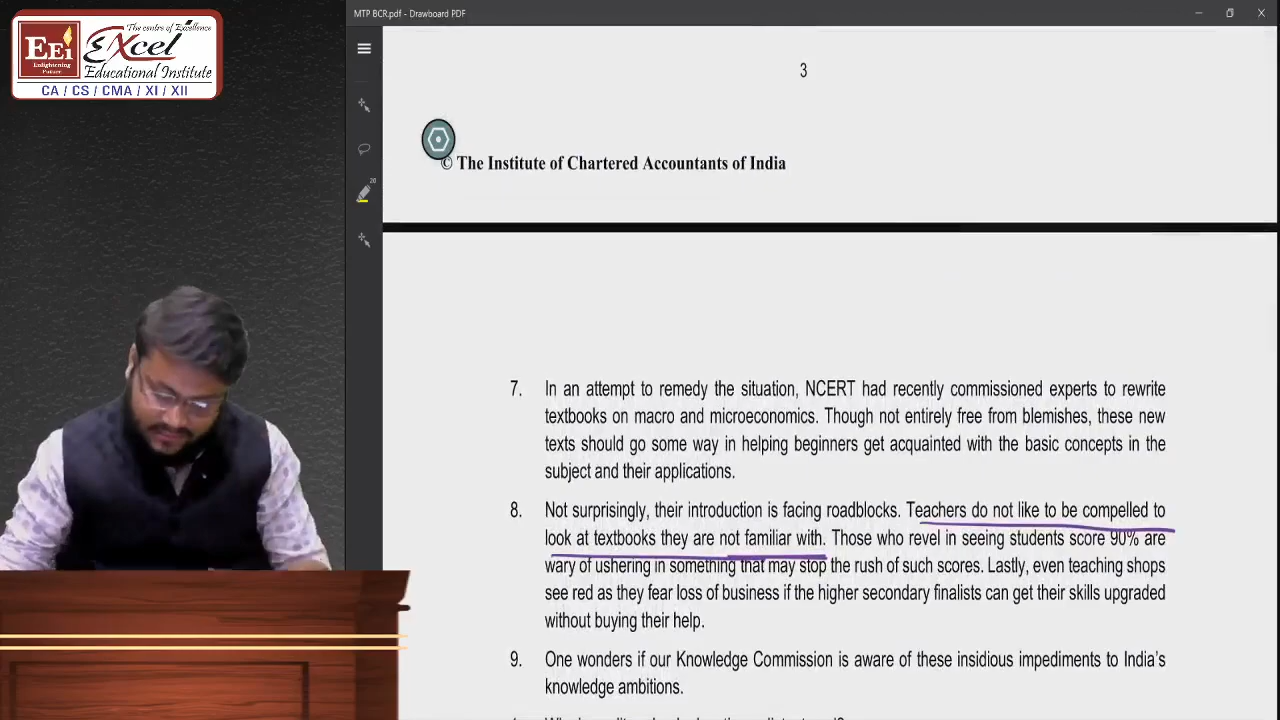 MTP BCR.pdf - Drawboard PDF
The centre of Excellence
EEi
Enlightening
EXcel
Educational Institute
CA / CS / CMA / XI / XII
20
3
© The Institute of Chartered Accountants of India
7. In an attempt to remedy the situation, NCERT had recently commissioned experts to rewrite
textbooks on macro and microeconomics. Though not entirely free from blemishes, these new
texts should go some way in helping beginners get acquainted with the basic concepts in the
subject and their applications.
8. Not surprisingly, their introduction is facing roadblocks. Teachers do not like to be compelled to
look at textbooks they are not familiar with. Those who revel in seeing students score 90% are
wary of ushering in something that may stop the rush of such scores. Lastly, even teaching shops
see red as they fear loss of business if the higher secondary finalists can get their skills upgraded
without buying their help.
9. One wonders if our Knowledge Commission is aware of these insidious impediments to India's
knowledge ambitions.